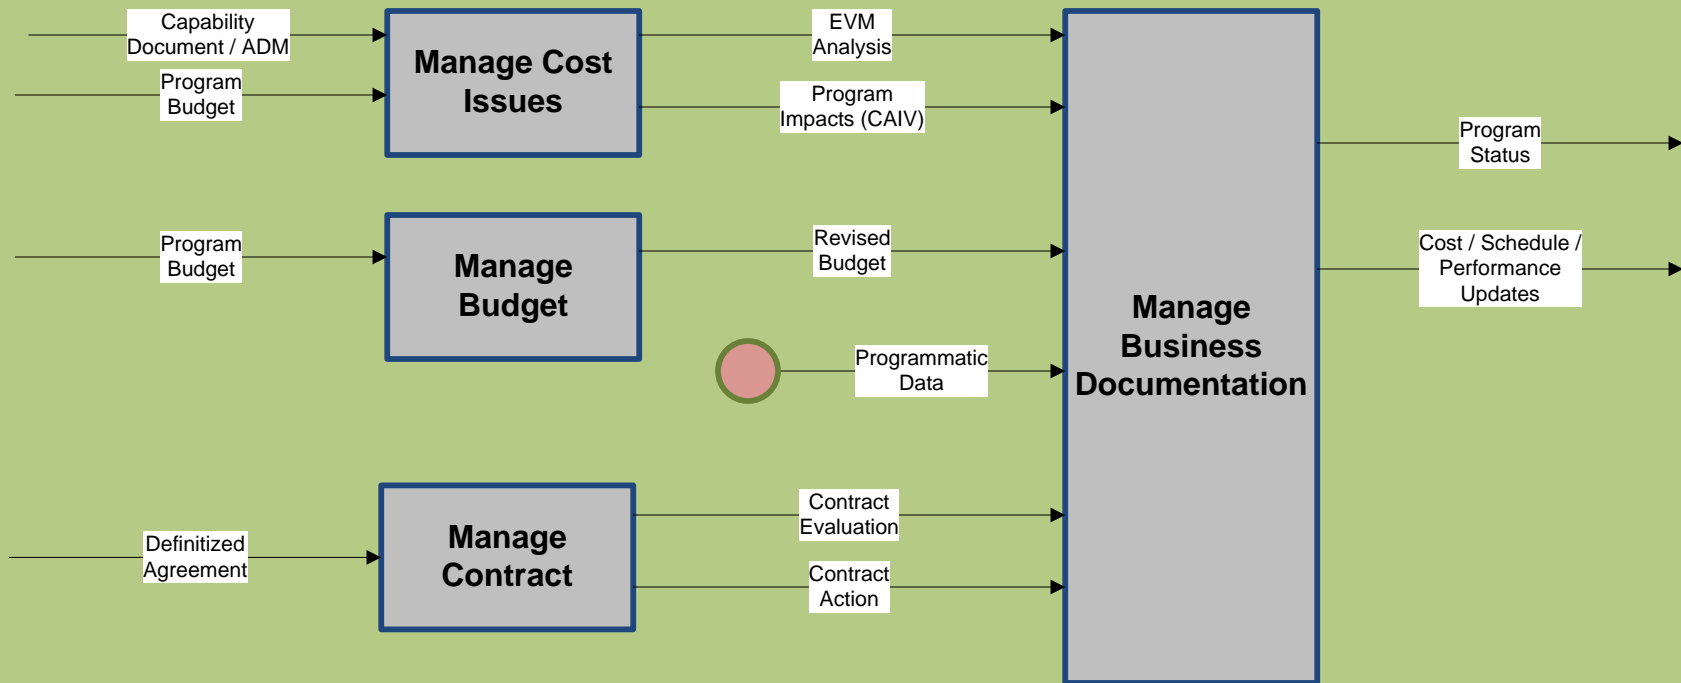 Capability
Document / ADM
Program
Budget
Manage Cost
Issues
EVM
Analysis
Program
Impacts (CAIV)
Program
Budget
Manage
Budget
Revised
Budget
Programmatic
Data
Definitized
Agreement
Manage
Contract
Contract
Evaluation
Contract
Action
Manage
Business
Documentation
Program
Status
Cost / Schedule /
Performance
Updates